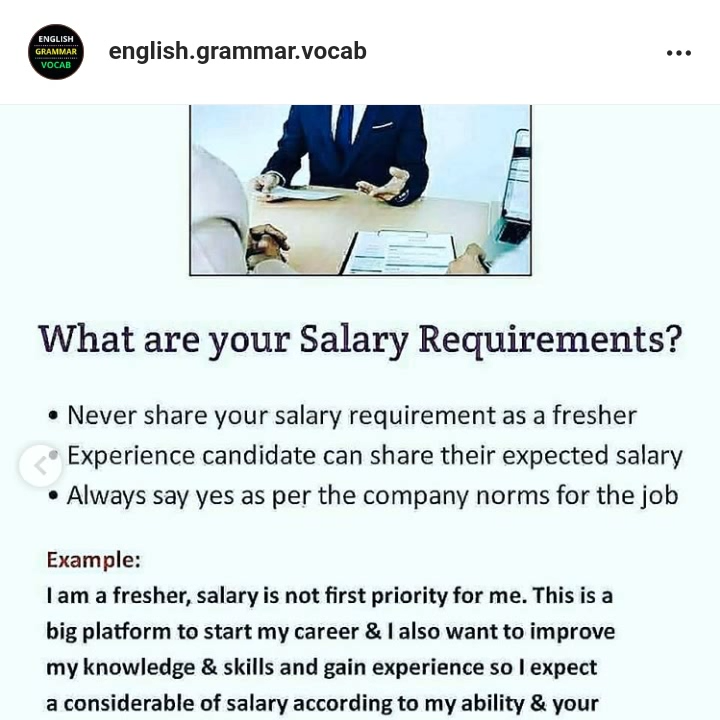 ENGLISH
GRAMMAR
VOCAB
english.grammar.vocab
What are your Salary Requirements?
• Never share your salary requirement as a fresher
• Experience candidate can share their expected salary
• Always say yes as per the company norms for the job
Example:
I am a fresher, salary is not first priority for me. This is a
big platform to start my career & I also want to improve
my knowledge & skills and gain experience so I expect
a considerable of salary according to my ability & your